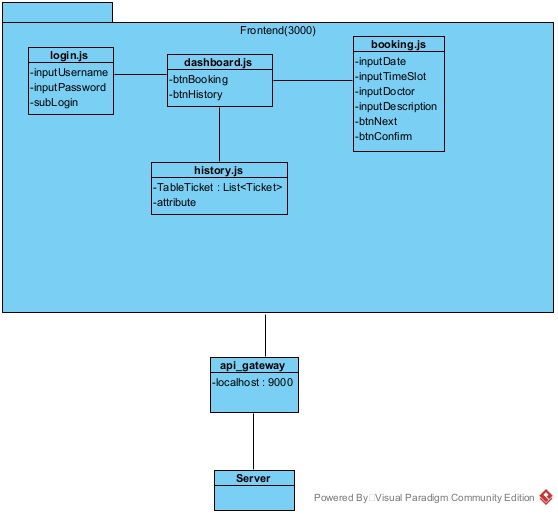 Frontend(3000)
login.js
-inputUsername
-inputPassword
-subLogin
dashboard.js
-btnBooking
-btnHistory
booking.js
-inputDate
-inputTimeSlot
-inputDoctor
-inputDescription
-btnNext
-btnConfirm
history.js
-TableTicket : List<Ticket>
-attribute
api_gateway
-localhost : 9000
Server
Powered By Visual Paradigm Community Edition